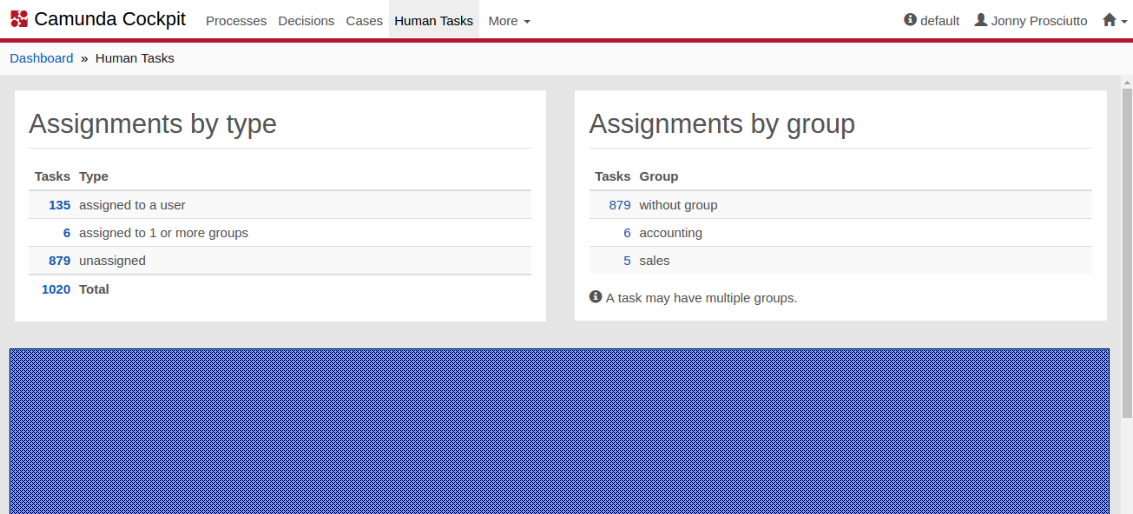 Camunda Cockpit Processes Decisions Cases Human Tasks More default Jonny Prosciutto
Dashboard » Human Tasks
Assignments by type
Tasks Type
135 assigned to a user
6 assigned to 1 or more groups
879 unassigned
1020 Total
Assignments by group
Tasks Group
879 without group
6 accounting
5 sales
A task may have multiple groups.